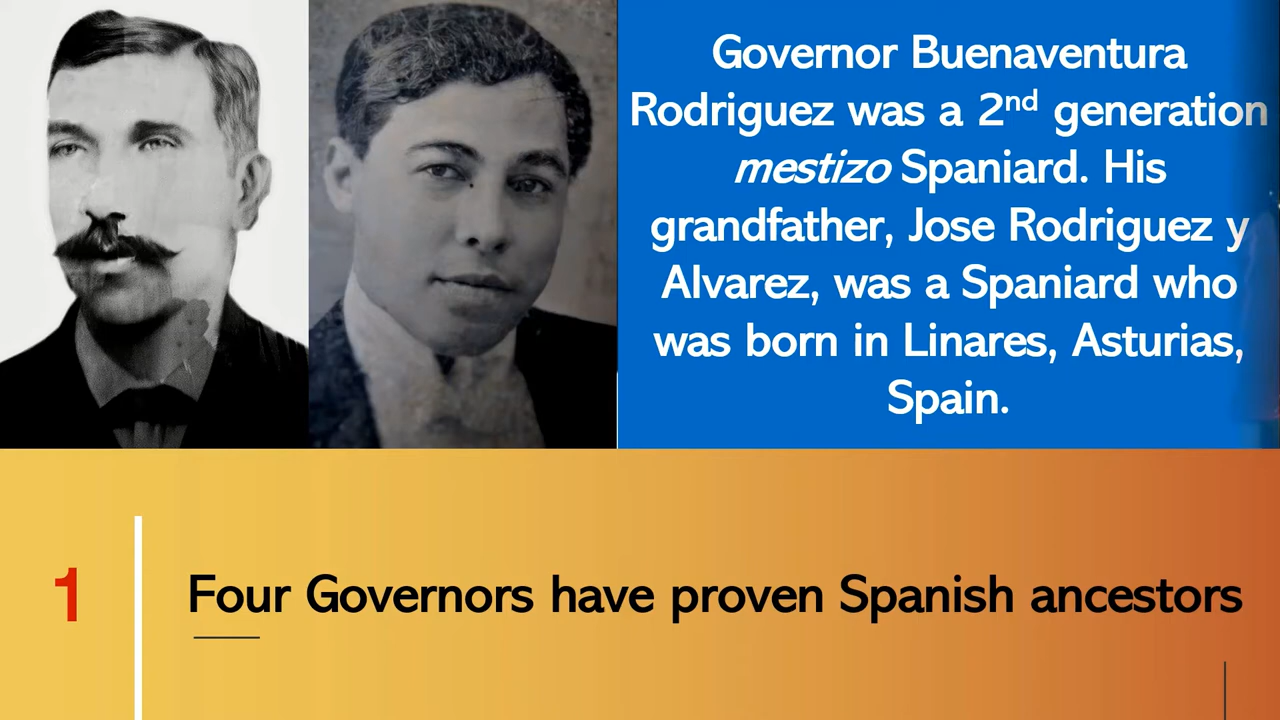 Governor Buenaventura
Rodriguez was a 2nd generation
mestizo Spaniard. His
grandfather, Jose Rodriguez y
Alvarez, was a Spaniard who
was born in Linares, Asturias,
Spain.
1
Four Governors have proven Spanish ancestors